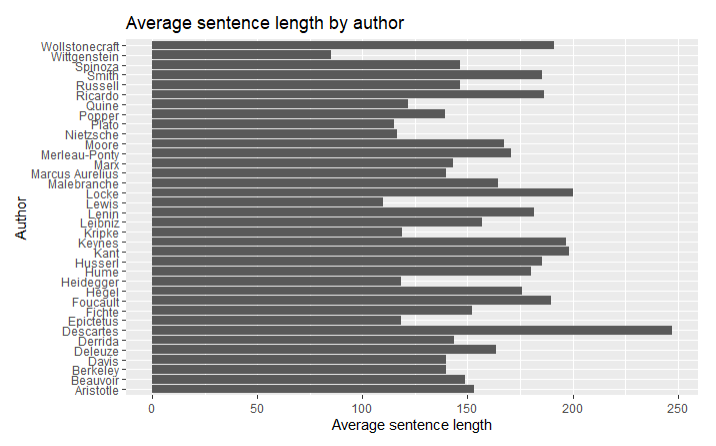 Average sentence length by author
Wollstonecraft
Wittgenstein
Spinoza
Smith
Russell
Ricardo
Quine
Popper
Plato
Nietzsche
Moore
Merleau-Ponty
Marx
Marcus Aurelius
Malebranche
Locke
Lewis
Lenin
Leibniz
Kripke
Keynes
Kant
Husserl
Hume
Heidegger
Hegel
Foucault
Fichte
Epictetus
Descartes
Derrida
Deleuze
Davis
Berkeley
Beauvoir
Aristotle
Author
0 50 100 150 200 250
Average sentence length